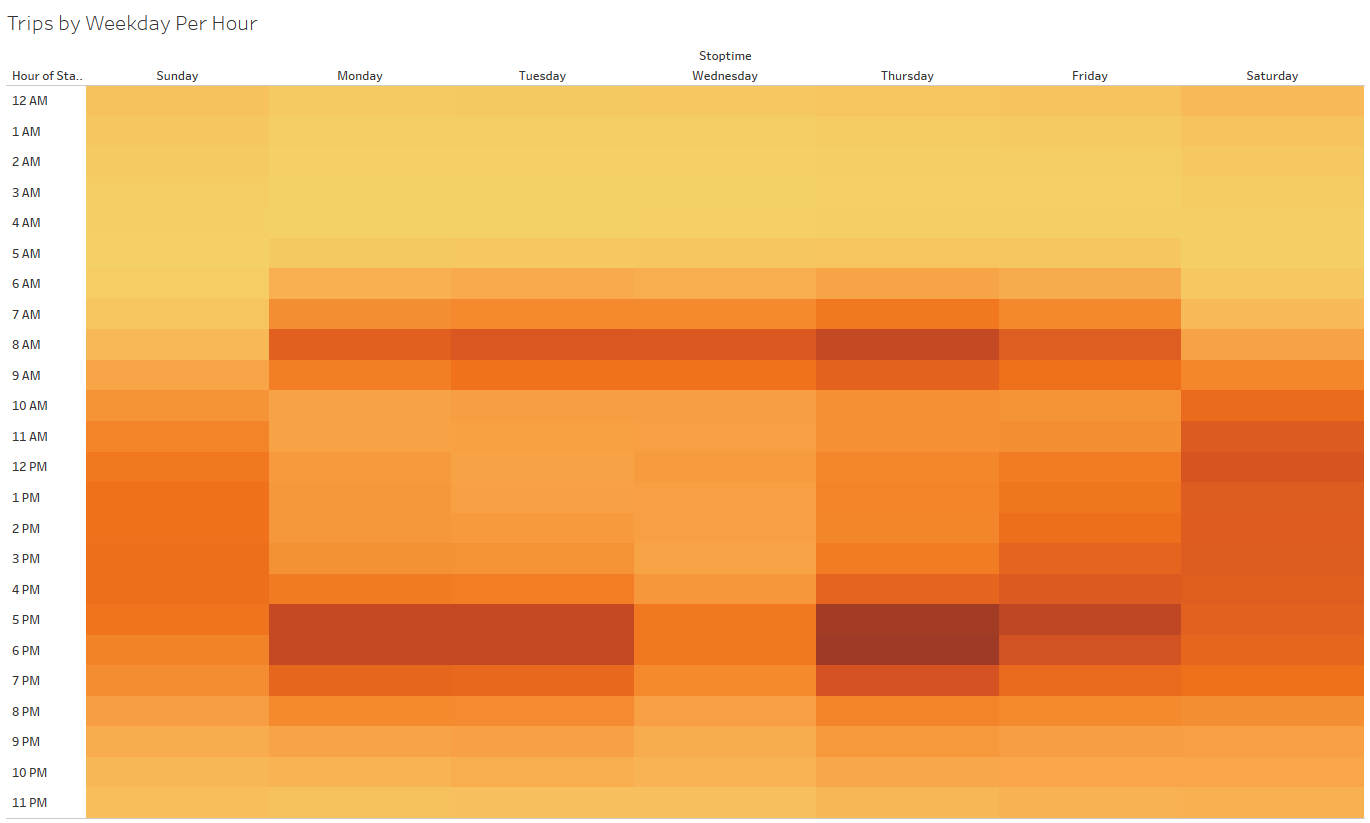 Trips by Weekday Per Hour
Stoptime
Hour of Sta.. Sunday Monday Tuesday Wednesday Thursday Friday Saturday
12 AM
1 AM
2 AM
3 AM
4 AM
5 AM
6 AM
7 AM
8 AM
9 AM
10 AM
11 AM
12 PM
1 PM
2 PM
3 PM
4 PM
5 PM
6 PM
7 PM
8 PM
9 PM
10 PM
11 PM